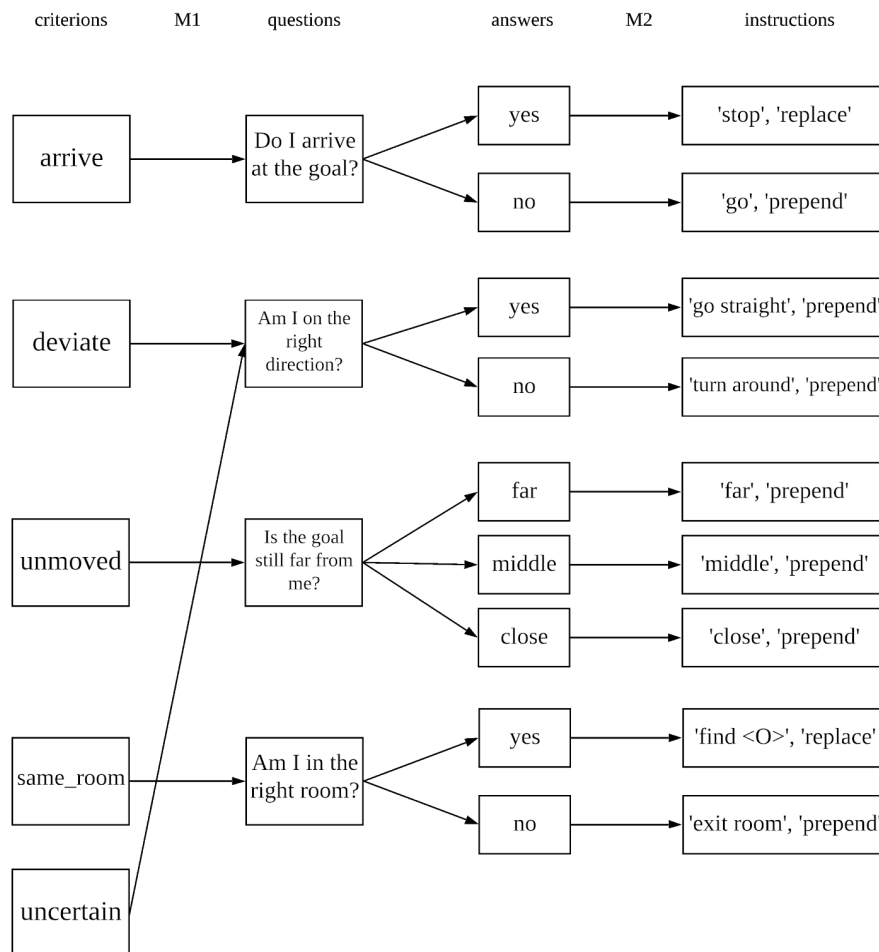 criterions M1 questions answers M2 instructions
arrive
Do I arrive
at the goal?
yes
'stop', 'replace'
no
'go', 'prepend'
deviate
Am I on the
right
direction?
yes
'go straight', 'prepend'
no
'turn around', 'prepend'
unmoved
Is the goal
still far from
me?
far
'far', 'prepend'
middle
'middle', 'prepend'
close
'close', 'prepend'
same_room
Am I in the
right room?
yes
'find <O>', 'replace'
no
'exit room', 'prepend'
uncertain